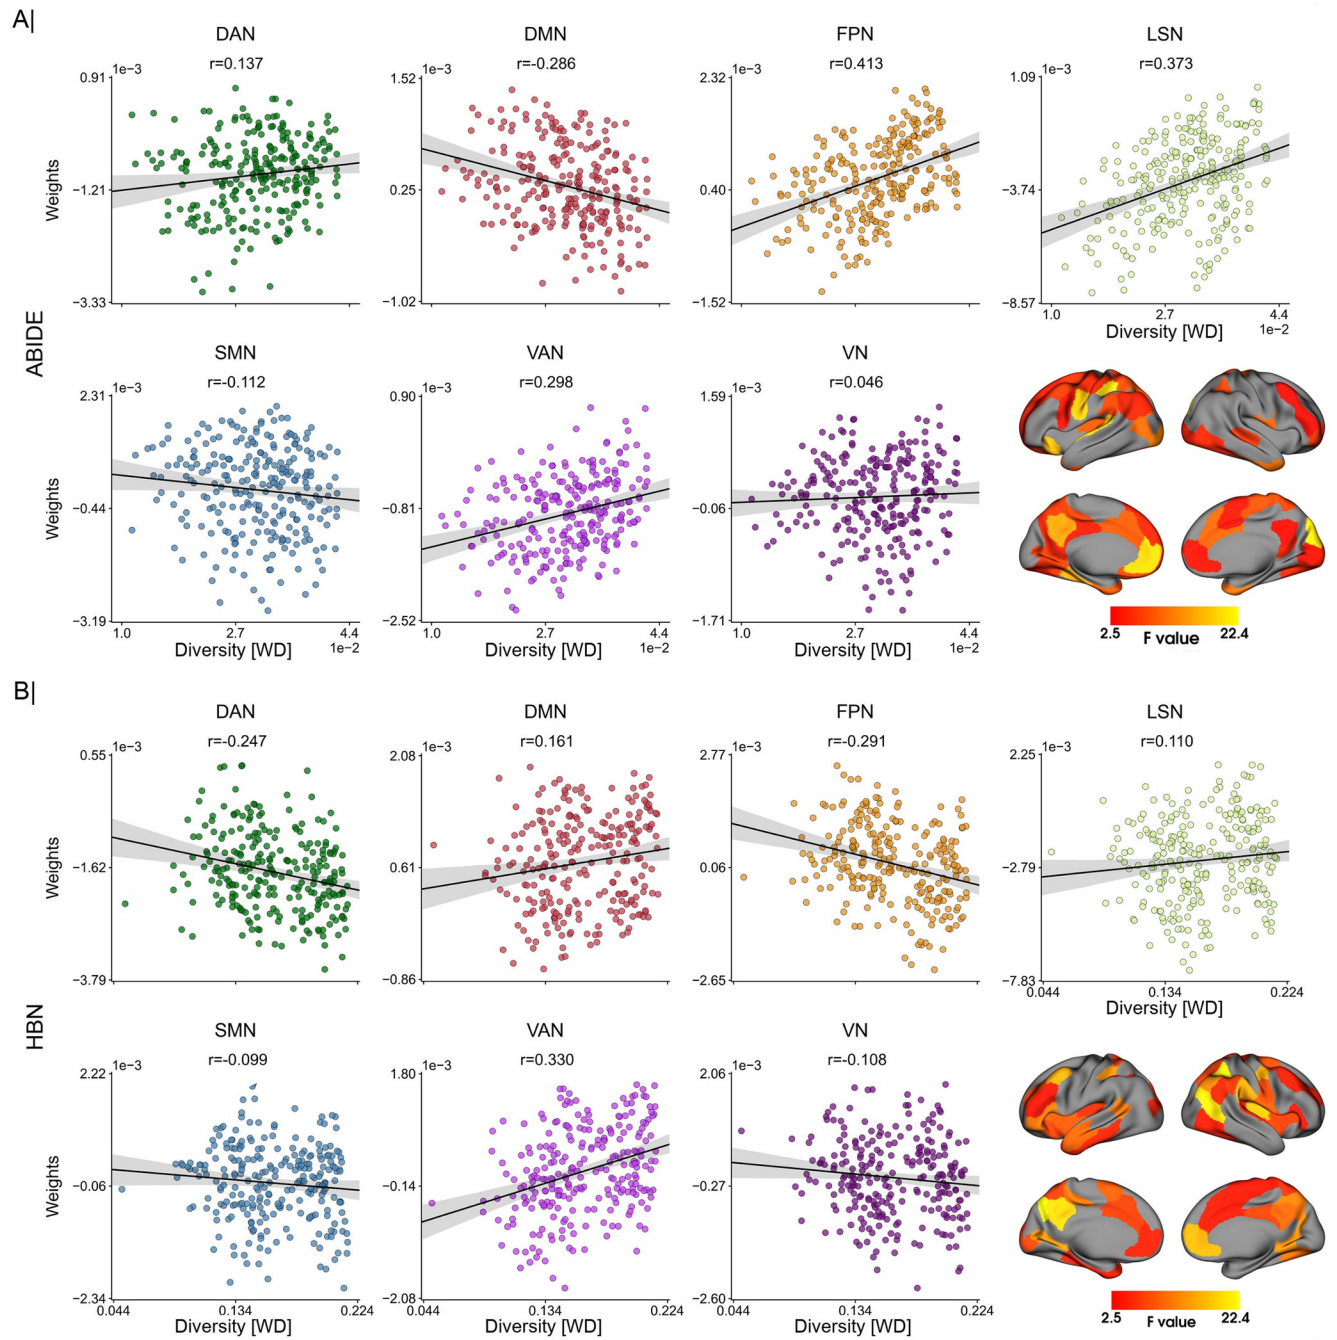 A|
DAN DMN FPN LSN
r=0.137 r=-0.286 r=0.413 r=0.373
0.91 1e−3 1.52 1e−3 2.32 1e−3 1.09 1e−3
Weights −1.21 0.25 0.40 −3.74
−3.33 −1.02 −1.52 −8.57
1.0 2.7 4.4
Diversity [WD] 1e−2
ABIDE
SMN VAN VN
r=-0.112 r=0.298 r=0.046
2.31 1e−3 0.90 1e−3 1.59 1e−3
Weights −0.44 −0.81 −0.06
−3.19 −2.52 −1.71
1.0 2.7 4.4 1.0 2.7 4.4 1.0 2.7 4.4
Diversity [WD] 1e−2 Diversity [WD] 1e−2 Diversity [WD] 1e−2
2.5 F value 22.4
B|
DAN DMN FPN LSN
r=-0.247 r=0.161 r=-0.291 r=0.110
0.55 1e−3 2.08 1e−3 2.77 1e−3 2.25 1e−3
Weights −1.62 0.61 0.06 −2.79
−3.79 −0.86 −2.65 −7.83
0.044 0.134 0.224
Diversity [WD]
HBN
SMN VAN VN
r=-0.099 r=0.330 r=-0.108
2.22 1e−3 1.80 1e−3 2.06 1e−3
Weights −0.06 −0.14 −0.27
−2.34 −2.08 −2.60
0.044 0.134 0.224 0.044 0.134 0.224 0.044 0.134 0.224
Diversity [WD] Diversity [WD] Diversity [WD]
2.5 F value 22.4